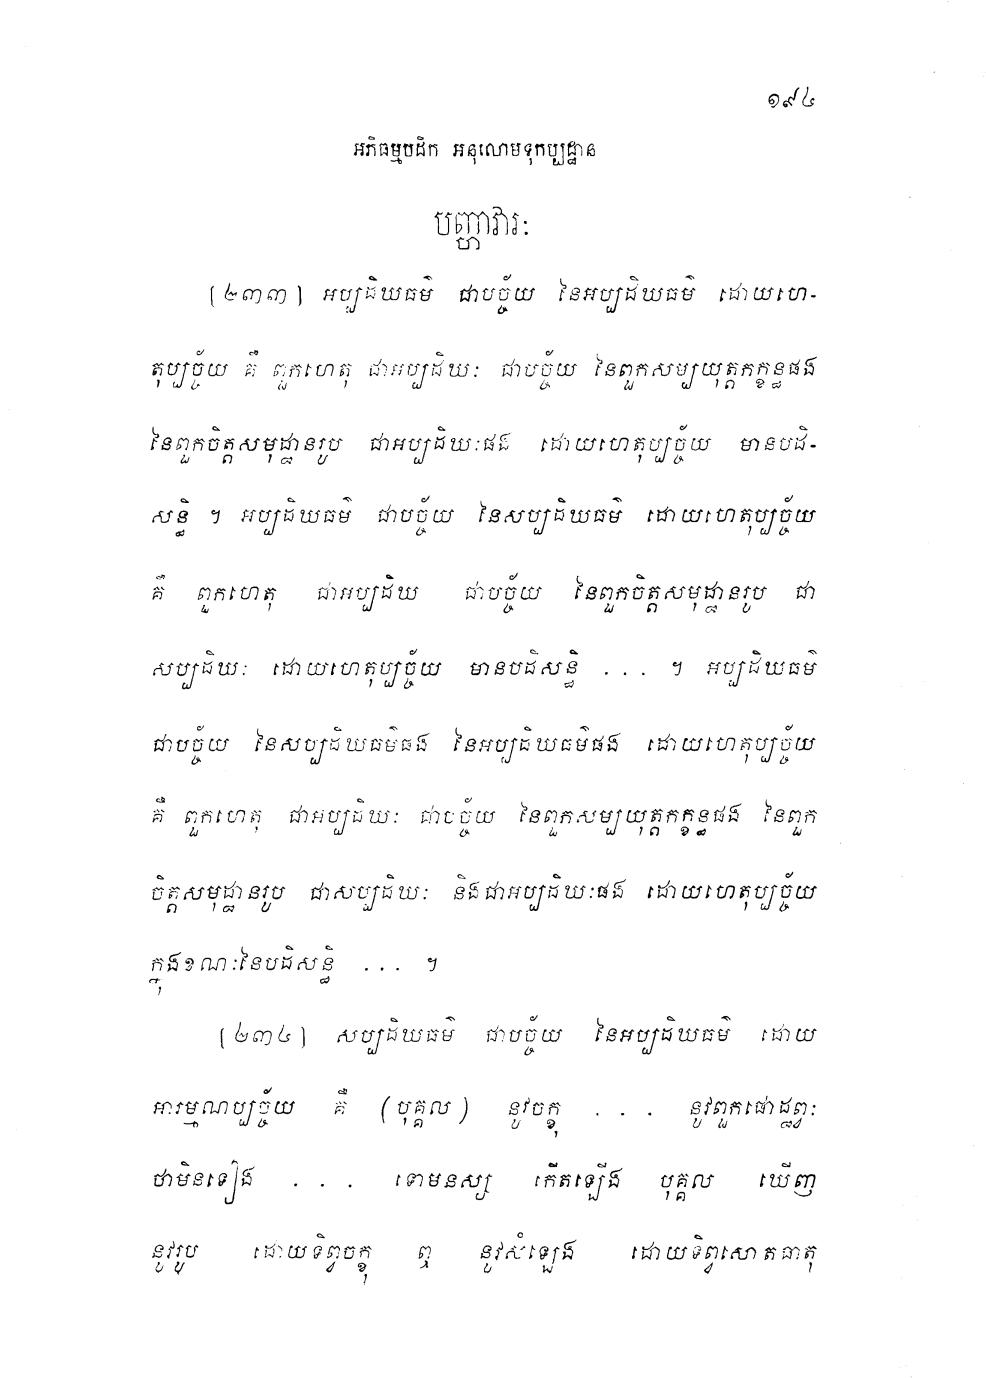 ១៩៤
អភិធម្មបិដក អនុលោមទុកប្បដ្ឋាន
បញ្ហាវារៈ
[២៣៣] អប្បដិឃធម៌ ជាបច្ច័យ នៃអប្បដិឃធម៌ ដោយហេ-
តុប្បច្ច័យ គឺ ពួកហេតុ ជាអប្បដិឃៈ ជាបច្ច័យ នៃពួកសម្បយុត្តកក្ខន្ធផង
នៃពួកចិត្តសមុដ្ឋានរូប ជាអប្បដិឃៈផង ដោយហេតុប្បច្ច័យ មានបដិ-
សន្ធិ ។ អប្បដិឃធម៌ ជាបច្ច័យ នៃសប្បដិឃធម៌ ដោយហេតុប្បច្ច័យ
គឺ ពួកហេតុ ជាអប្បដិឃ ជាបច្ច័យ នៃពួកចិត្តសមុដ្ឋានរូប ជា
សប្បដិឃៈ ដោយហេតុប្បច្ច័យ មានបដិសន្ធិ ... ។ អប្បដិឃធម៌
ជាបច្ច័យ នៃសប្បដិឃធម៌ផង នៃអប្បដិឃធម៌ផង ដោយហេតុប្បច្ច័យ
គឺ ពួកហេតុ ជាអប្បដិឃៈ ជាបច្ច័យ នៃពួកសម្បយុត្តកក្ខន្ធផង នៃពួក
ចិត្តសមុដ្ឋានរូប ជាសប្បដិឃៈ និងជាអប្បដិឃៈផង ដោយហេតុប្បច្ច័យ
ក្នុងខណៈនៃបដិសន្ធិ ... ។
[២៣៤] សប្បដិឃធម៌ ជាបច្ច័យ នៃអប្បដិឃធម៌ ដោយ
អារម្មណប្បច្ច័យ គឺ (បុគ្គល) នូវចក្ខុ ... នូវពួកផោដ្ឋព្វៈ
ថាមិនទៀង ... ទោមនស្ស កើតឡើង បុគ្គល ឃើញ
នូវរូប ដោយទិព្វចក្ខុ ឮ នូវសំឡេង ដោយទិព្វសោតធាតុ